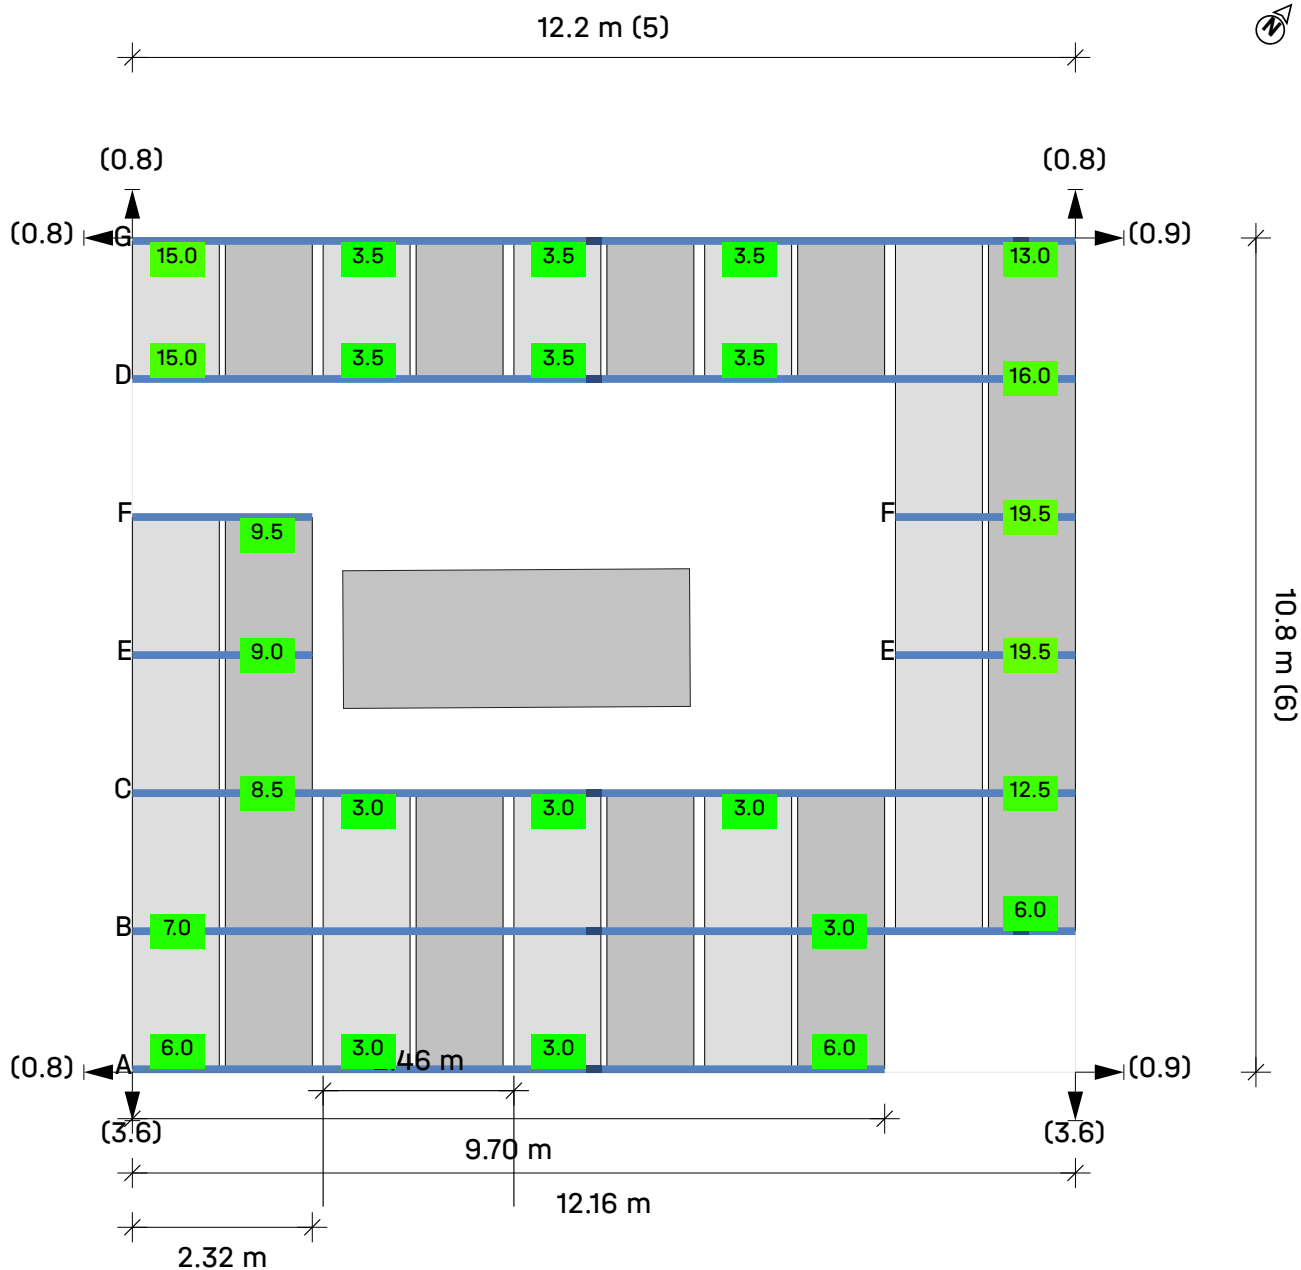 12.2 m (5)
N
(0.8) (0.8)
(0.8) G (0.9)
15.0 3.5 3.5 3.5 13.0
15.0 3.5 3.5 3.5
D 16.0
F 9.5 F 19.5
E 9.0 E 19.5
10.8 m (6)
C 8.5 12.5
3.0 3.0 3.0
6.0
B 7.0 3.0
6.0 3.0 3.0 6.0
(0.8) A .46 m (0.9)
(3.6) (3.6)
9.70 m
12.16 m
2.32 m